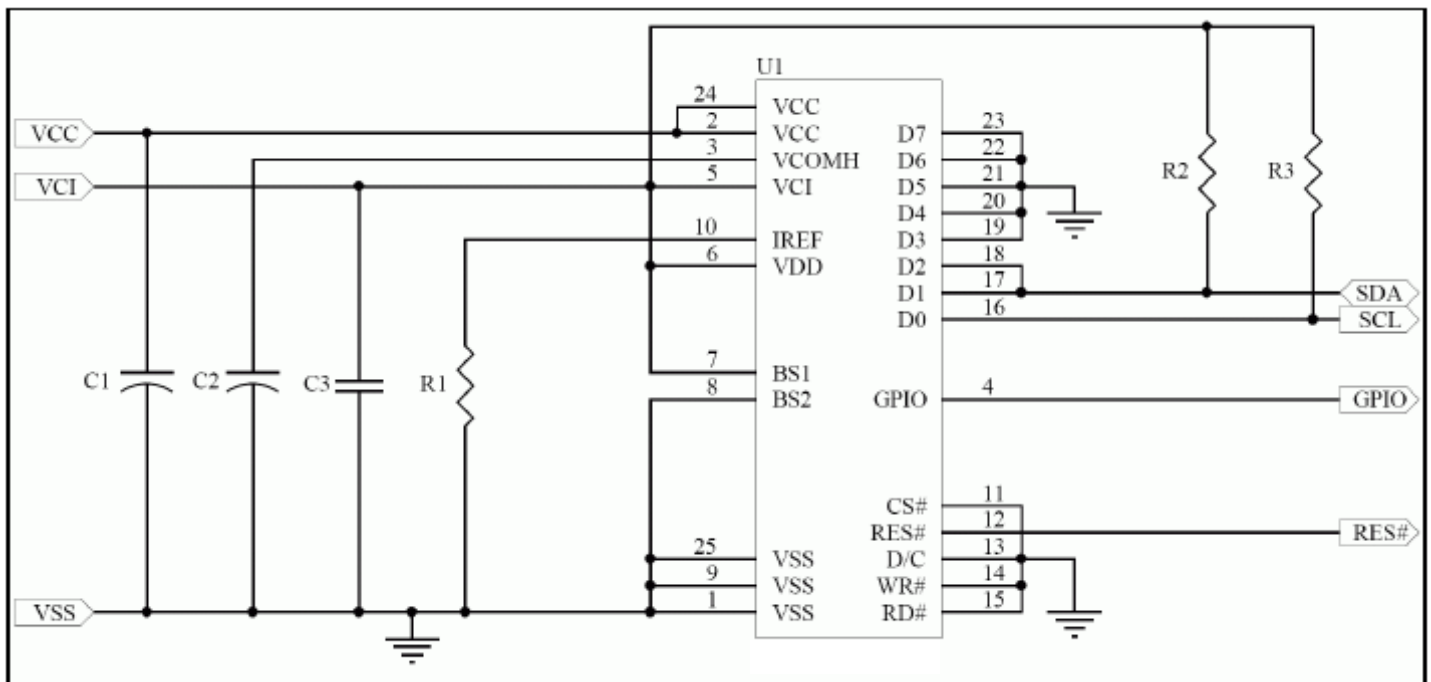 U1
24 VCC
VCC 2 VCC D7 23
3 VCOMH D6 22
VCI 5 VCI D5 21
D4 20
10 IREF D3 19
6 VDD D2 18
D1 17 SDA
D0 16 SCL
R2 R3
7 BS1
8 BS2 GPIO 4 GPIO
C1 C2 C3 R1
CS# 11
RES# 12 RES#
25 VSS D/C 13
9 VSS WR# 14
VSS 1 VSS RD# 15